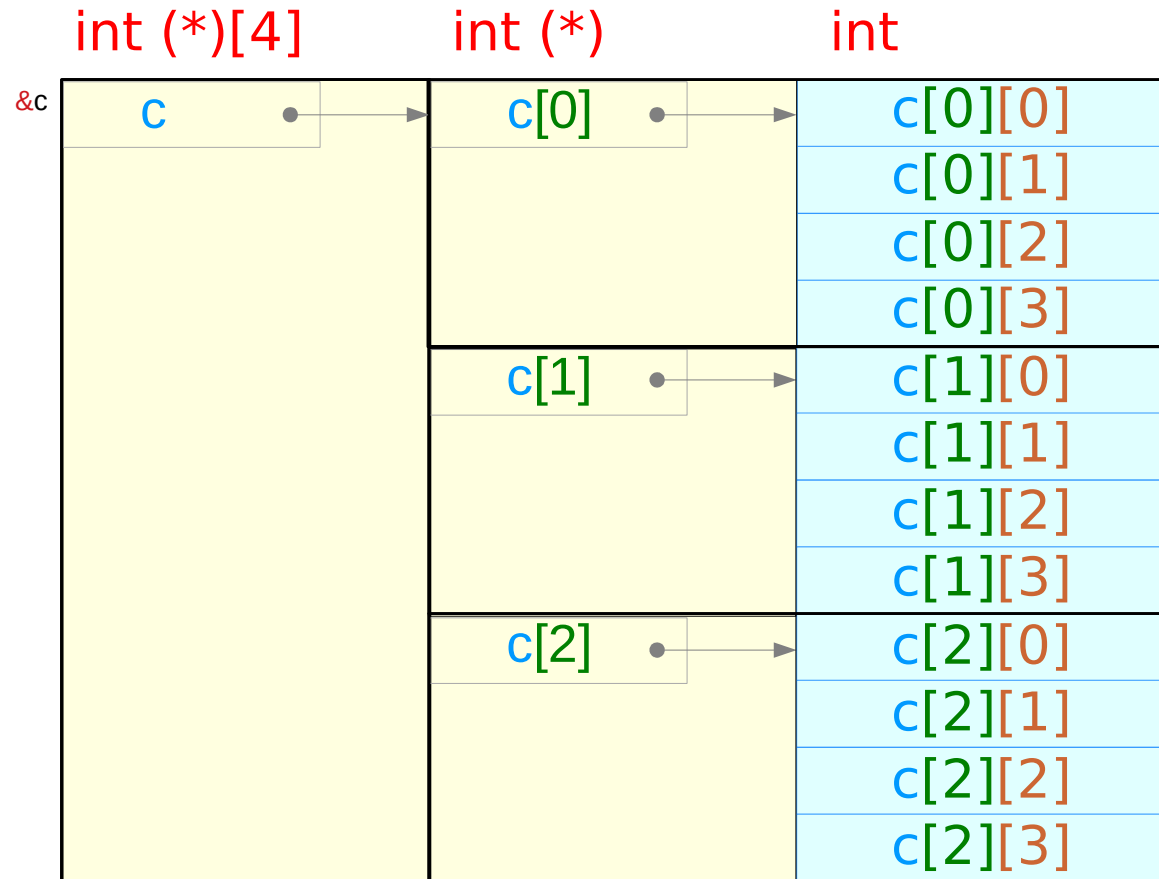 int (*)[4] int (*) int
&c c c[0] c[0][0]
c[0][1]
c[0][2]
c[0][3]
c[1] c[1][0]
c[1][1]
c[1][2]
c[1][3]
c[2] c[2][0]
c[2][1]
c[2][2]
c[2][3]